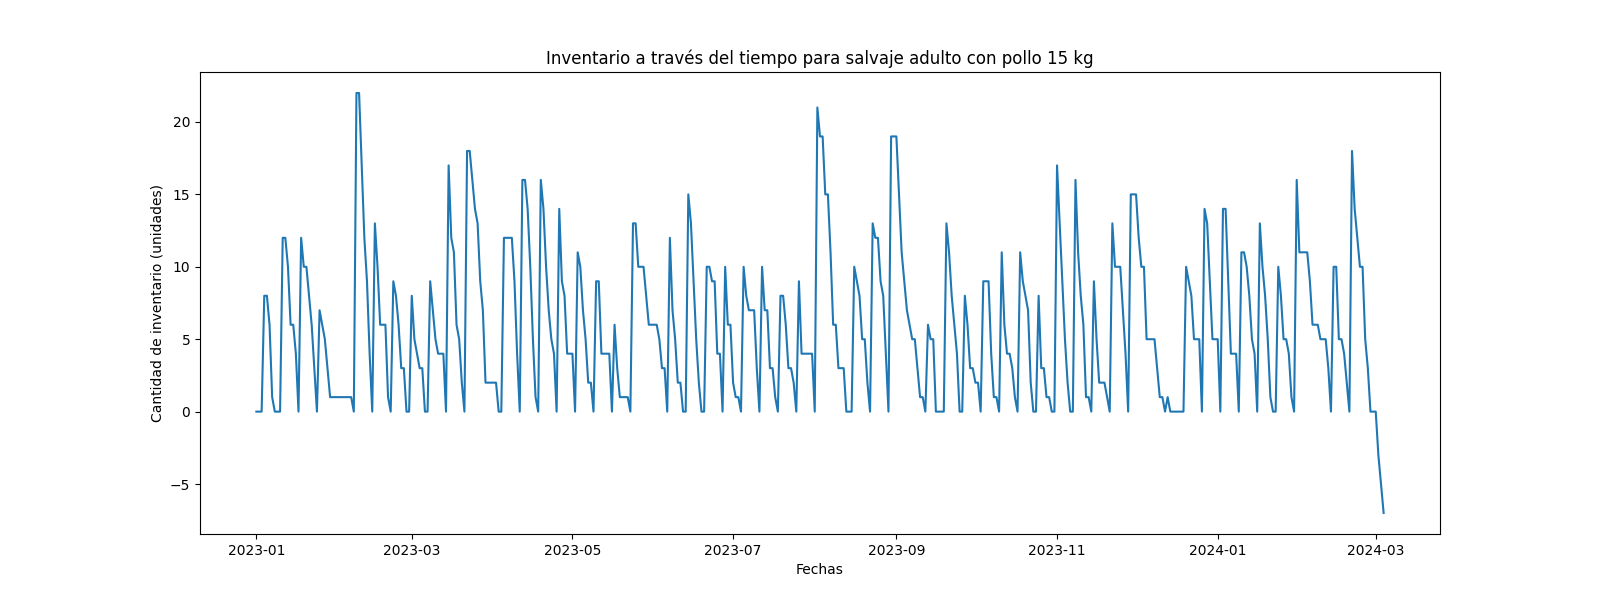 Inventario a través del tiempo para salvaje adulto con pollo 15 kg
Cantidad de inventario (unidades)
20
15
10
5
0
−5
2023-01 2023-03 2023-05 2023-07 2023-09 2023-11 2024-01 2024-03
Fechas